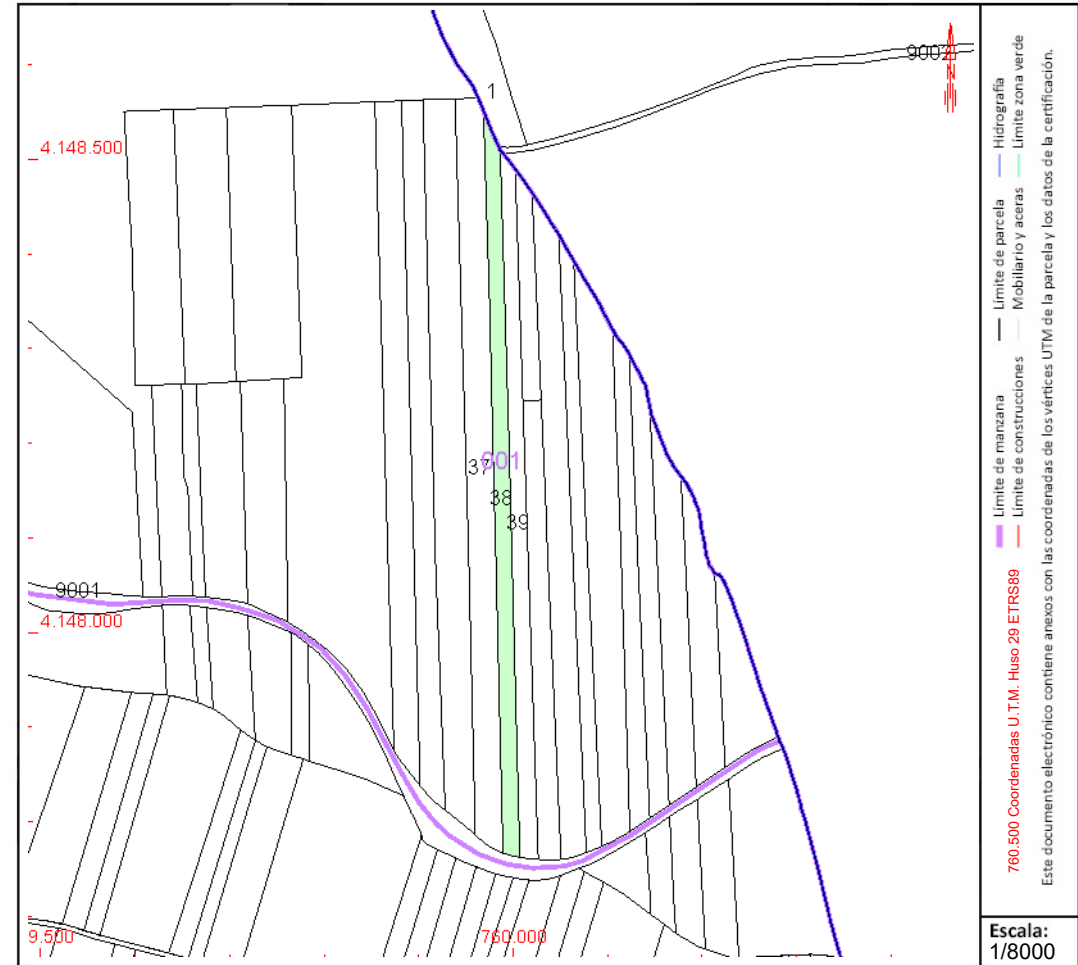 1
9002
N
4.148.500
37
001
38
39
9001
4.148.000
9.500
760.000
Límite de manzana
Límite de parcela
Hidrografía
760.500 Coordenadas U.T.M. Huso 29 ETRS89
Límite de construcciones
Mobiliario y aceras
Límite zona verde
Este documento electrónico contiene anexos con las coordenadas de los vértices UTM de la parcela y los datos de la certificación.
Escala:
1/8000